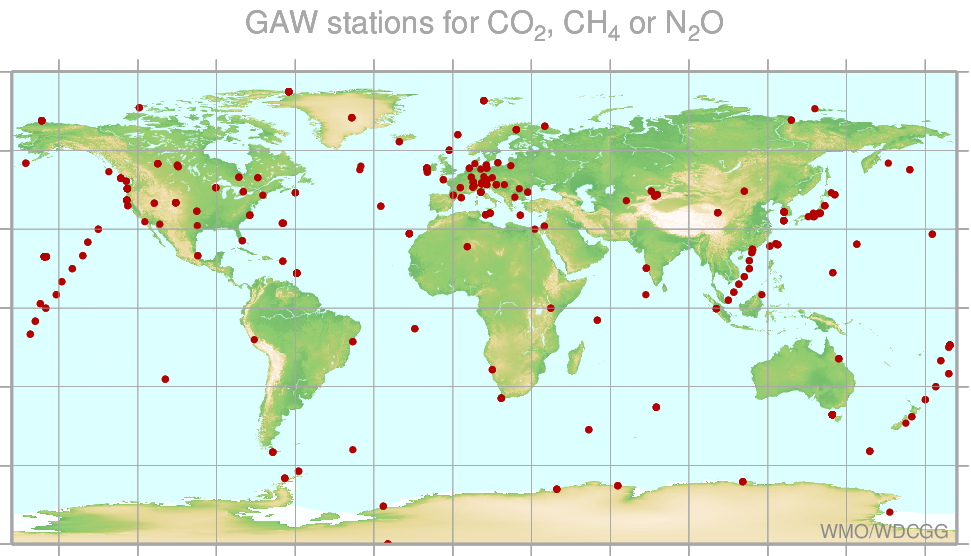 GAW stations for CO₂, CH₄ or N₂O
WMO/WDCGG